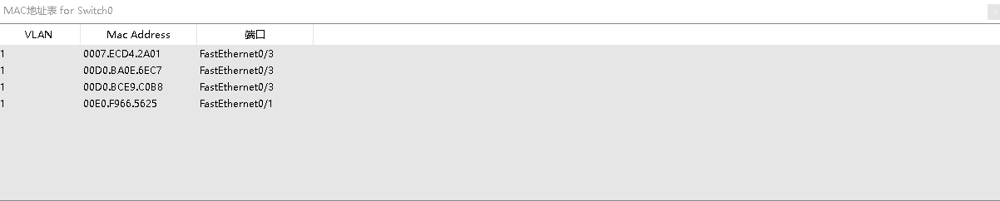 MAC地址表 for Switch0
VLAN Mac Address 端口
1 0007.ECD4.2A01 FastEthernet0/3
1 00D0.BA0E.6EC7 FastEthernet0/3
1 00D0.BCE9.C0B8 FastEthernet0/3
1 00E0.F966.5625 FastEthernet0/1